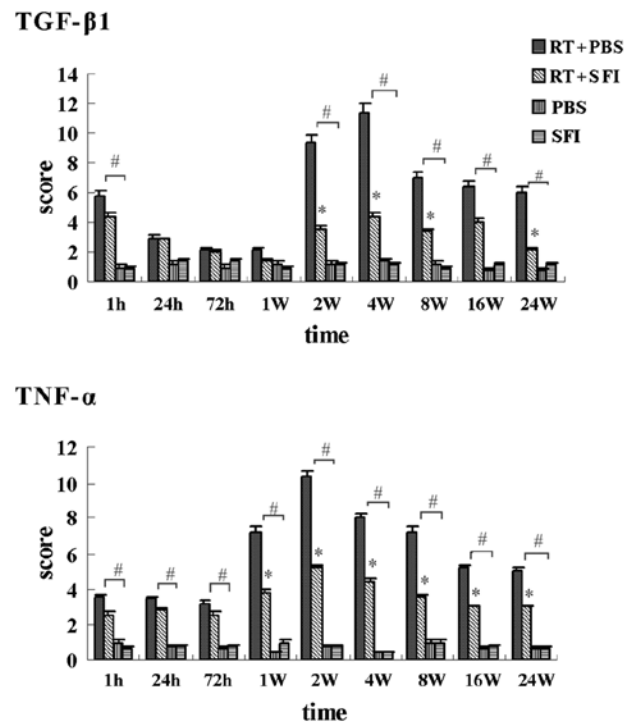 TGF-β1
RT+PBS
RT+SFI
PBS
SFI
14
12
10
8
6
4
2
0
score
# # # # # #
* * * *
1h 24h 72h 1W 2W 4W 8W 16W 24W
time
TNF-α
12
10
8
6
4
2
0
score
# # # # # # # # #
* * * * * *
1h 24h 72h 1W 2W 4W 8W 16W 24W
time